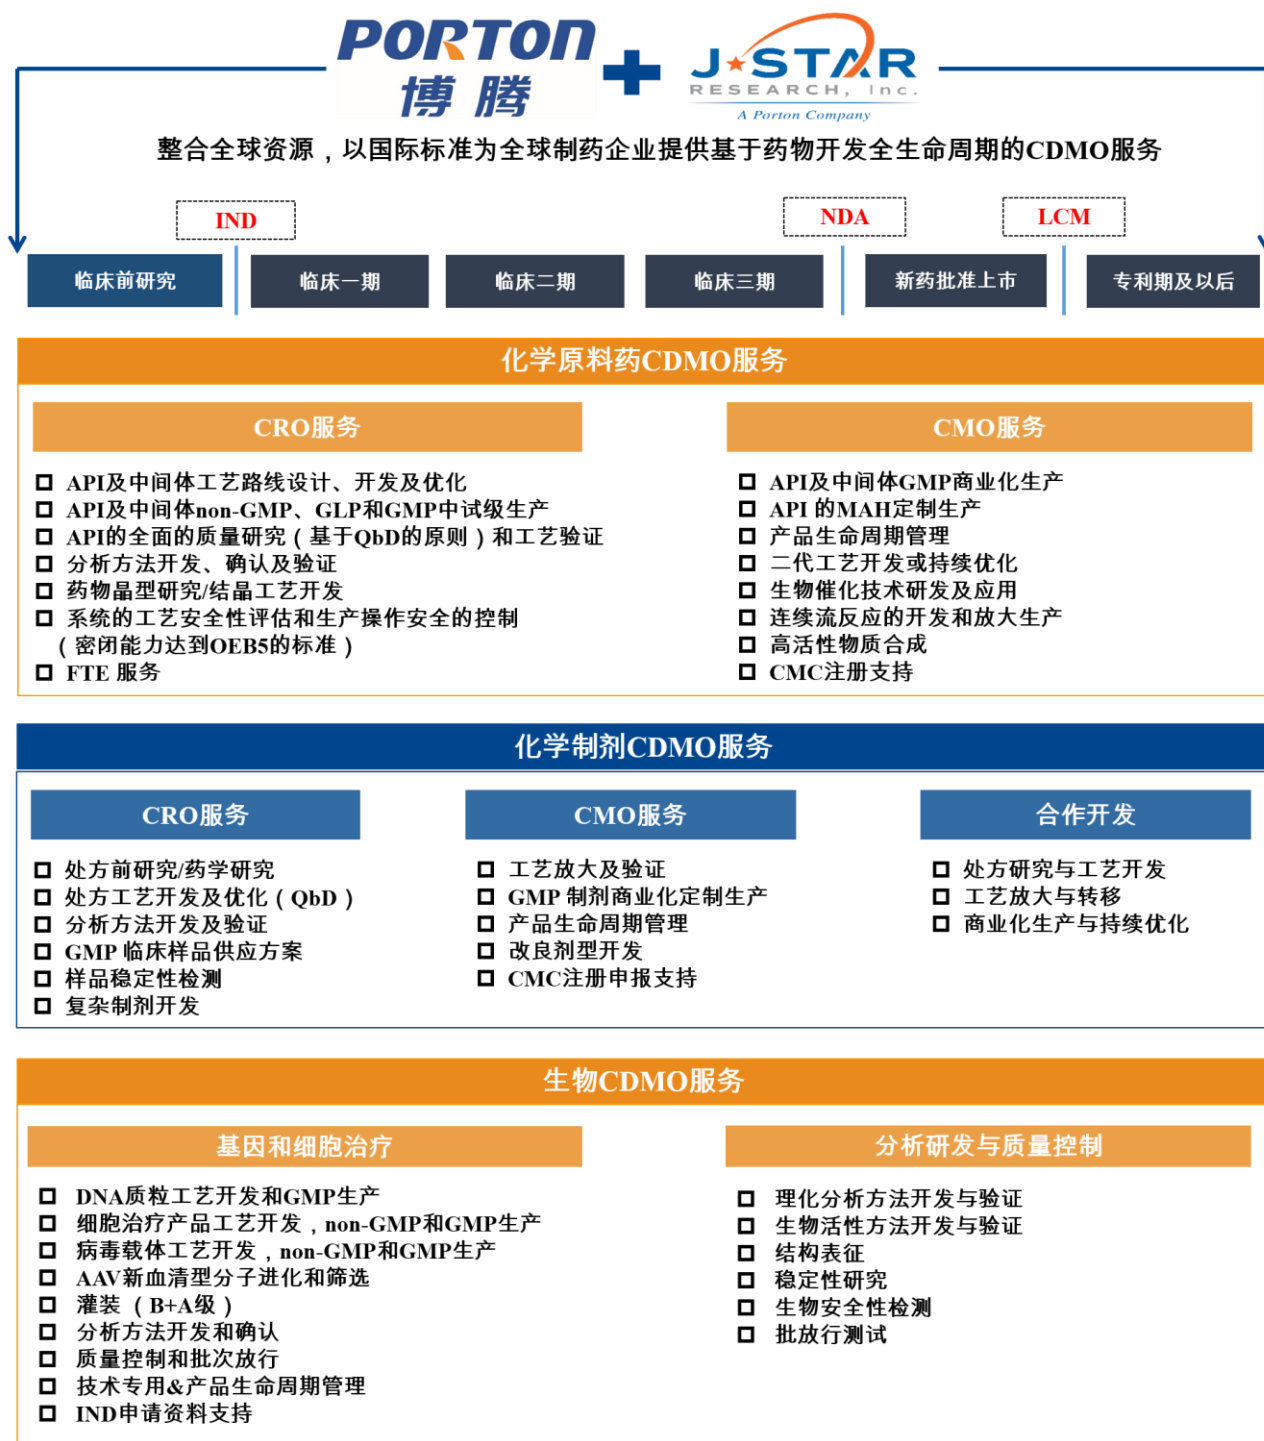 PORTON
博腾
J★STAR
RESEARCH, Inc.
A Porton Company
整合全球资源，以国际标准为全球制药企业提供基于药物开发全生命周期的CDMO服务
IND
NDA
LCM
临床前研究
临床一期
临床二期
临床三期
新药批准上市
专利期及以后
化学原料药CDMO服务
CRO服务
API及中间体工艺路线设计、开发及优化
API及中间体non-GMP、GLP和GMP中试级生产
API的全面的质量研究（基于QbD的原则）和工艺验证
分析方法开发、确认及验证
药物晶型研究/结晶工艺开发
系统的工艺安全性评估和生产操作安全的控制
（密闭能力达到OEB5的标准）
FTE 服务
CMO服务
API及中间体GMP商业化生产
API 的MAH定制生产
产品生命周期管理
二代工艺开发或持续优化
生物催化技术研发及应用
连续流反应的开发和放大生产
高活性物质合成
CMC注册支持
化学制剂CDMO服务
CRO服务
处方前研究/药学研究
处方工艺开发及优化（QbD）
分析方法开发及验证
GMP 临床样品供应方案
样品稳定性检测
复杂制剂开发
CMO服务
工艺放大及验证
GMP 制剂商业化定制生产
产品生命周期管理
改良剂型开发
CMC注册申报支持
合作开发
处方研究与工艺开发
工艺放大与转移
商业化生产与持续优化
生物CDMO服务
基因和细胞治疗
DNA质粒工艺开发和GMP生产
细胞治疗产品工艺开发，non-GMP和GMP生产
病毒载体工艺开发，non-GMP和GMP生产
AAV新血清型分子进化和筛选
灌装（B+A级）
分析方法开发和确认
质量控制和批次放行
技术专用&产品生命周期管理
IND申请资料支持
分析研发与质量控制
理化分析方法开发与验证
生物活性方法开发与验证
结构表征
稳定性研究
生物安全性检测
批放行测试